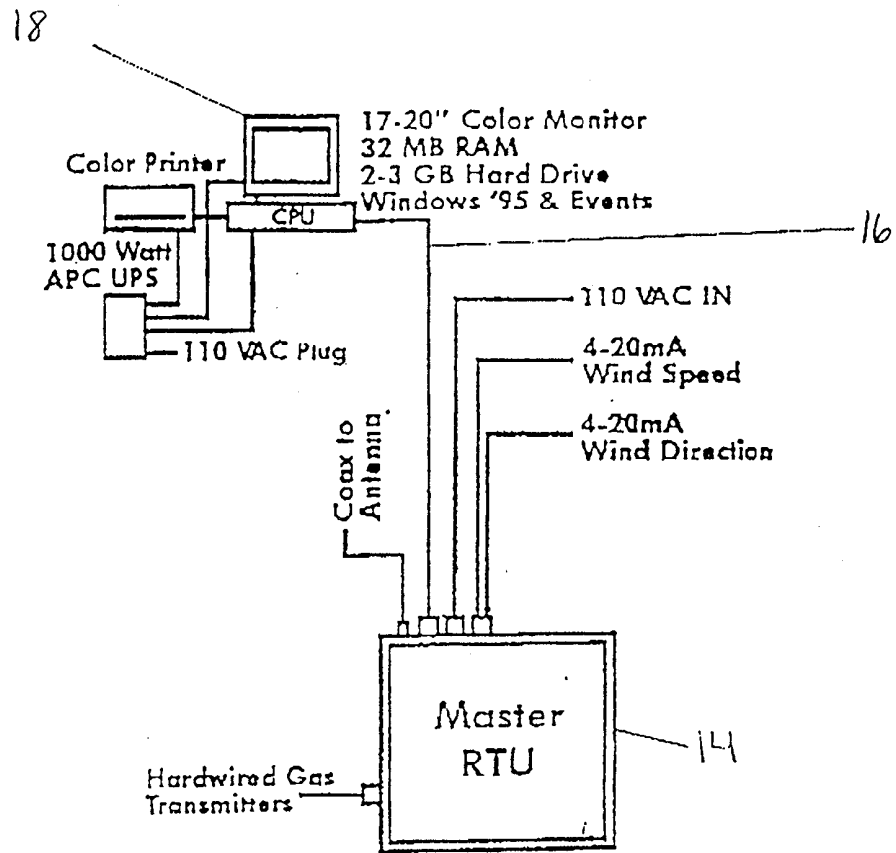 18
17-20" Color Monitor
32 MB RAM
2-3 GB Hard Drive
Windows '95 & Events
Color Printer
CPU
16
1000 Watt
APC UPS
110 VAC Plug
110 VAC IN
4-20mA
Wind Speed
4-20mA
Wind Direction
Coax to
Antenna
Master
RTU
14
Hardwired Gas
Transmitters